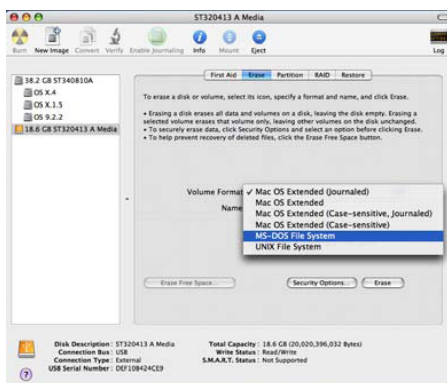 ST320413 A Media
Burn New Image Convert Verify Enable Journaling Info Mount Eject Log
First Aid Erase Partition RAID Restore
38.2 GB ST340810A
OS X.4
OS X.1.5
OS 9.2.2
18.6 GB ST320413 A Media
To erase a disk or volume, select its icon, specify a format and name, and click Erase.
• Erasing a disk erases all data and volumes on a disk, leaving the disk empty. Erasing a
selected volume erases that volume only, leaving other volumes on the disk unchanged.
• To securely erase data, click Security Options and select an option before clicking Erase.
• To help prevent recovery of deleted files, click the Erase Free Space button.
Volume Format ✓ Mac OS Extended (Journaled)
Mac OS Extended
Name
Mac OS Extended (Case-sensitive, Journaled)
Mac OS Extended (Case-sensitive)
MS-DOS File System
UNIX File System
Erase Free Space... Security Options... Erase
Disk Description : ST320413 A Media Total Capacity : 18.6 GB (20,020,396,032 Bytes)
Connection Bus : USB Write Status : Read/Write
Connection Type : External S.M.A.R.T. Status : Not Supported
USB Serial Number : DEF10B424CE9
?